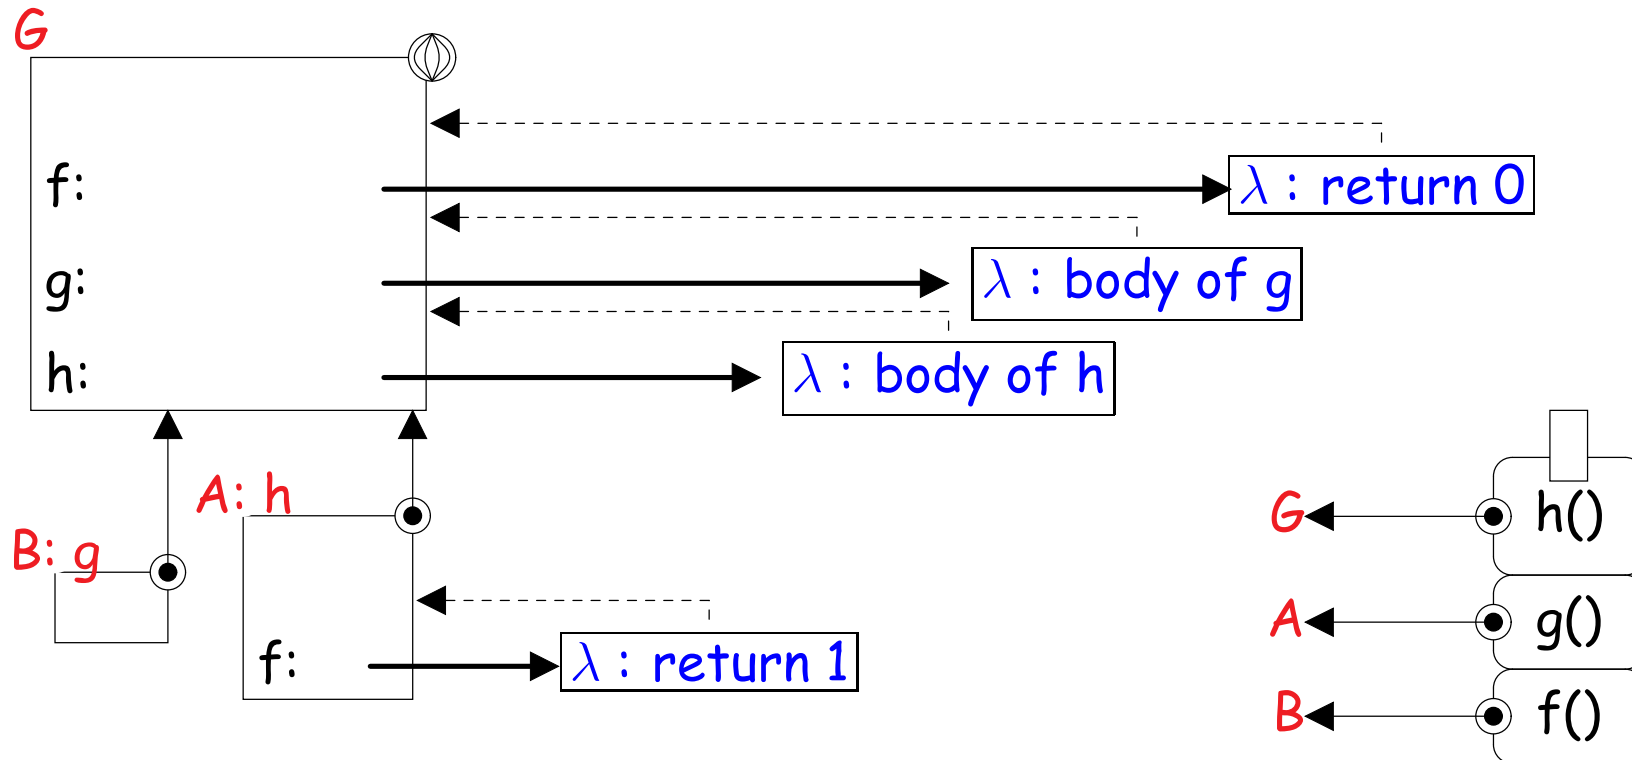 G
f:
λ : return 0
g:
λ : body of g
h:
λ : body of h
A: h
B: g
f:
λ : return 1
G
h()
A
g()
B
f()